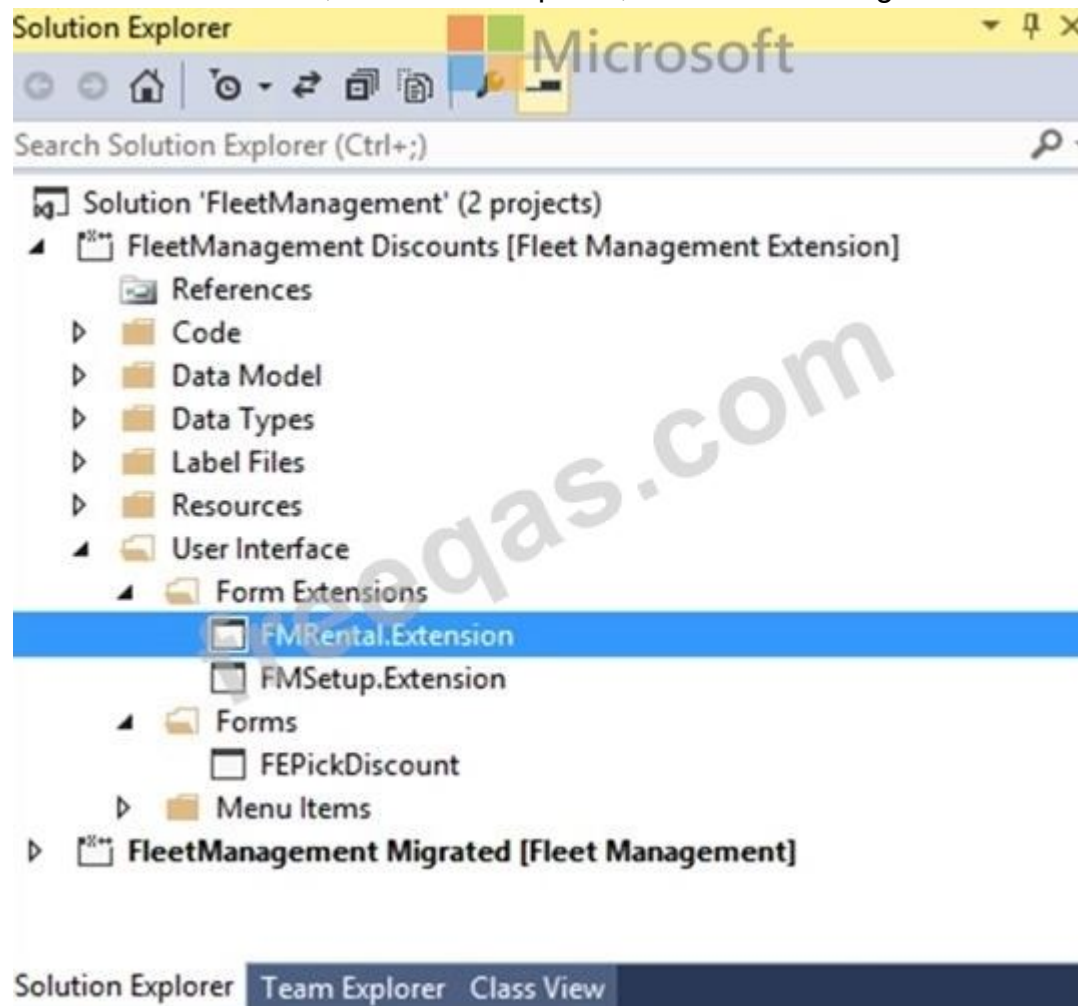 Solution Explorer
Microsoft
Search Solution Explorer (Ctrl+;)
Solution 'FleetManagement' (2 projects)
FleetManagement Discounts [Fleet Management Extension]
References
Code
Data Model
Data Types
Label Files
Resources
User Interface
Form Extensions
FMRental.Extension
FMSetup.Extension
Forms
FEPickDiscount
Menu Items
FleetManagement Migrated [Fleet Management]
freeqas.com
Solution Explorer Team Explorer Class View